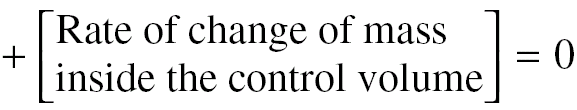 + [Rate of change of mass
inside the control volume] = 0